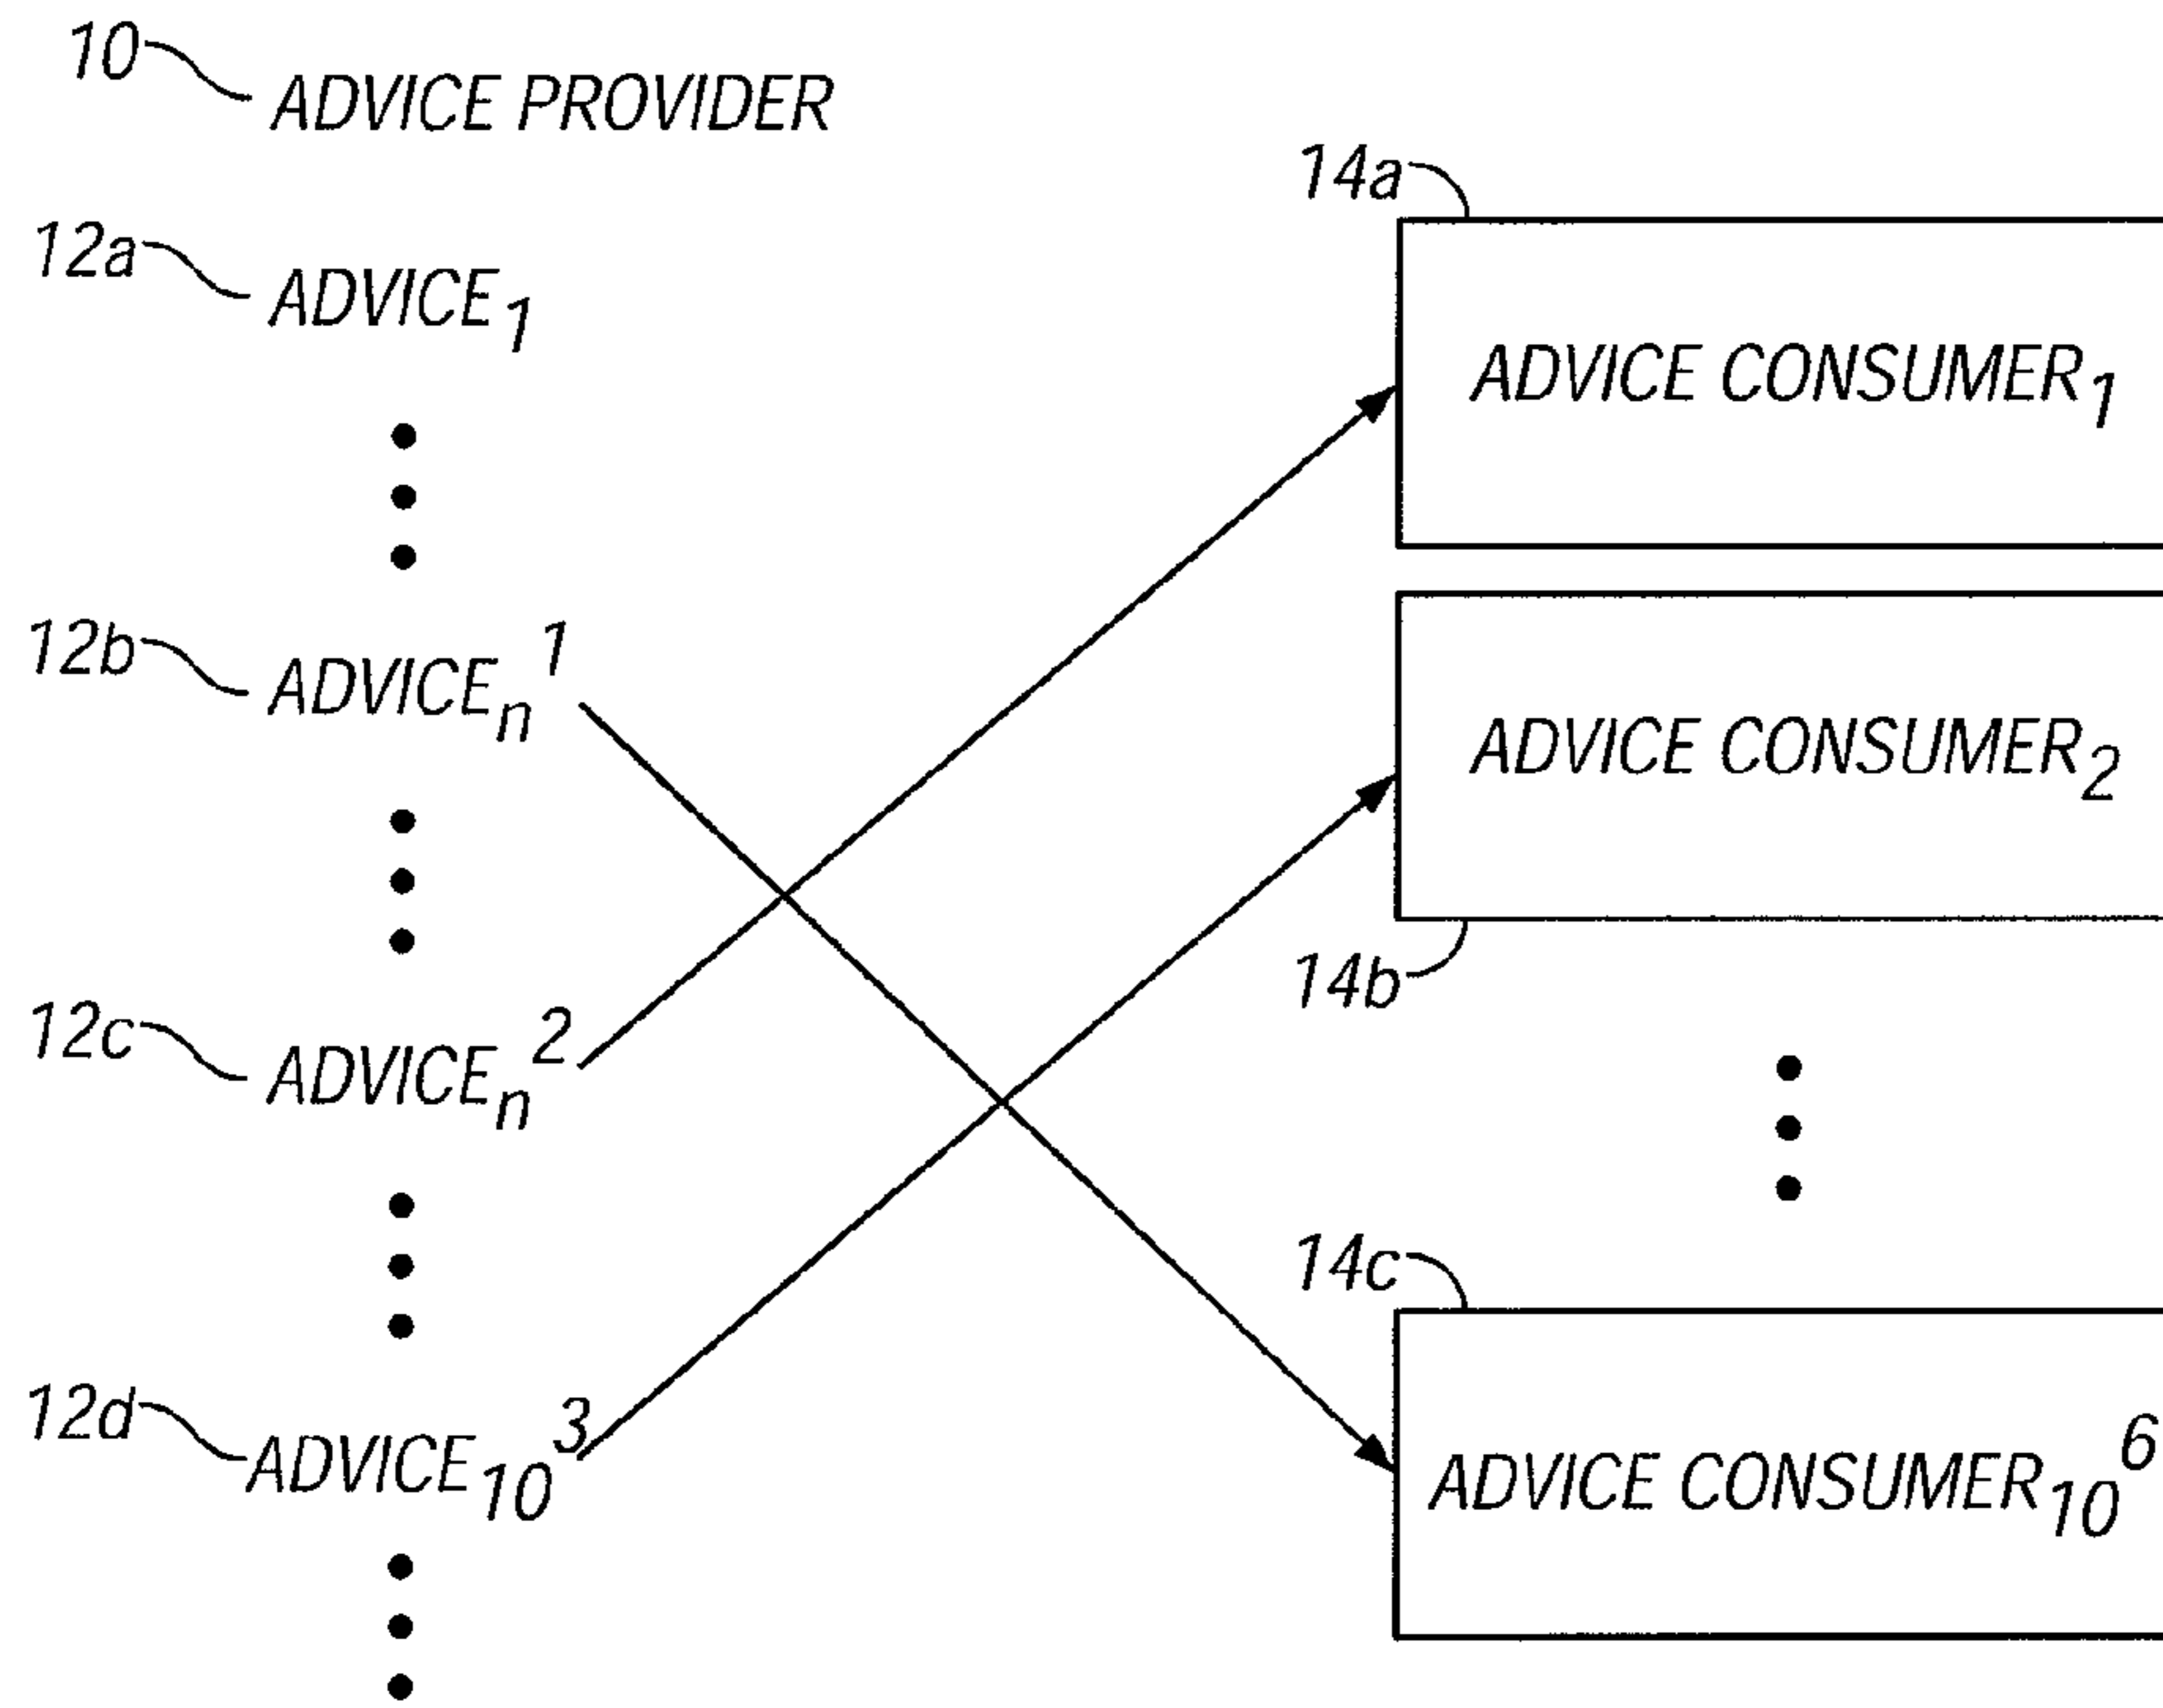 10 ADVICE PROVIDER
12a ADVICE₁
12b ADVICEₙ¹
12c ADVICEₙ²
12d ADVICE₁₀³
14a
ADVICE CONSUMER₁
ADVICE CONSUMER₂
14b
14c
ADVICE CONSUMER₁₀⁶